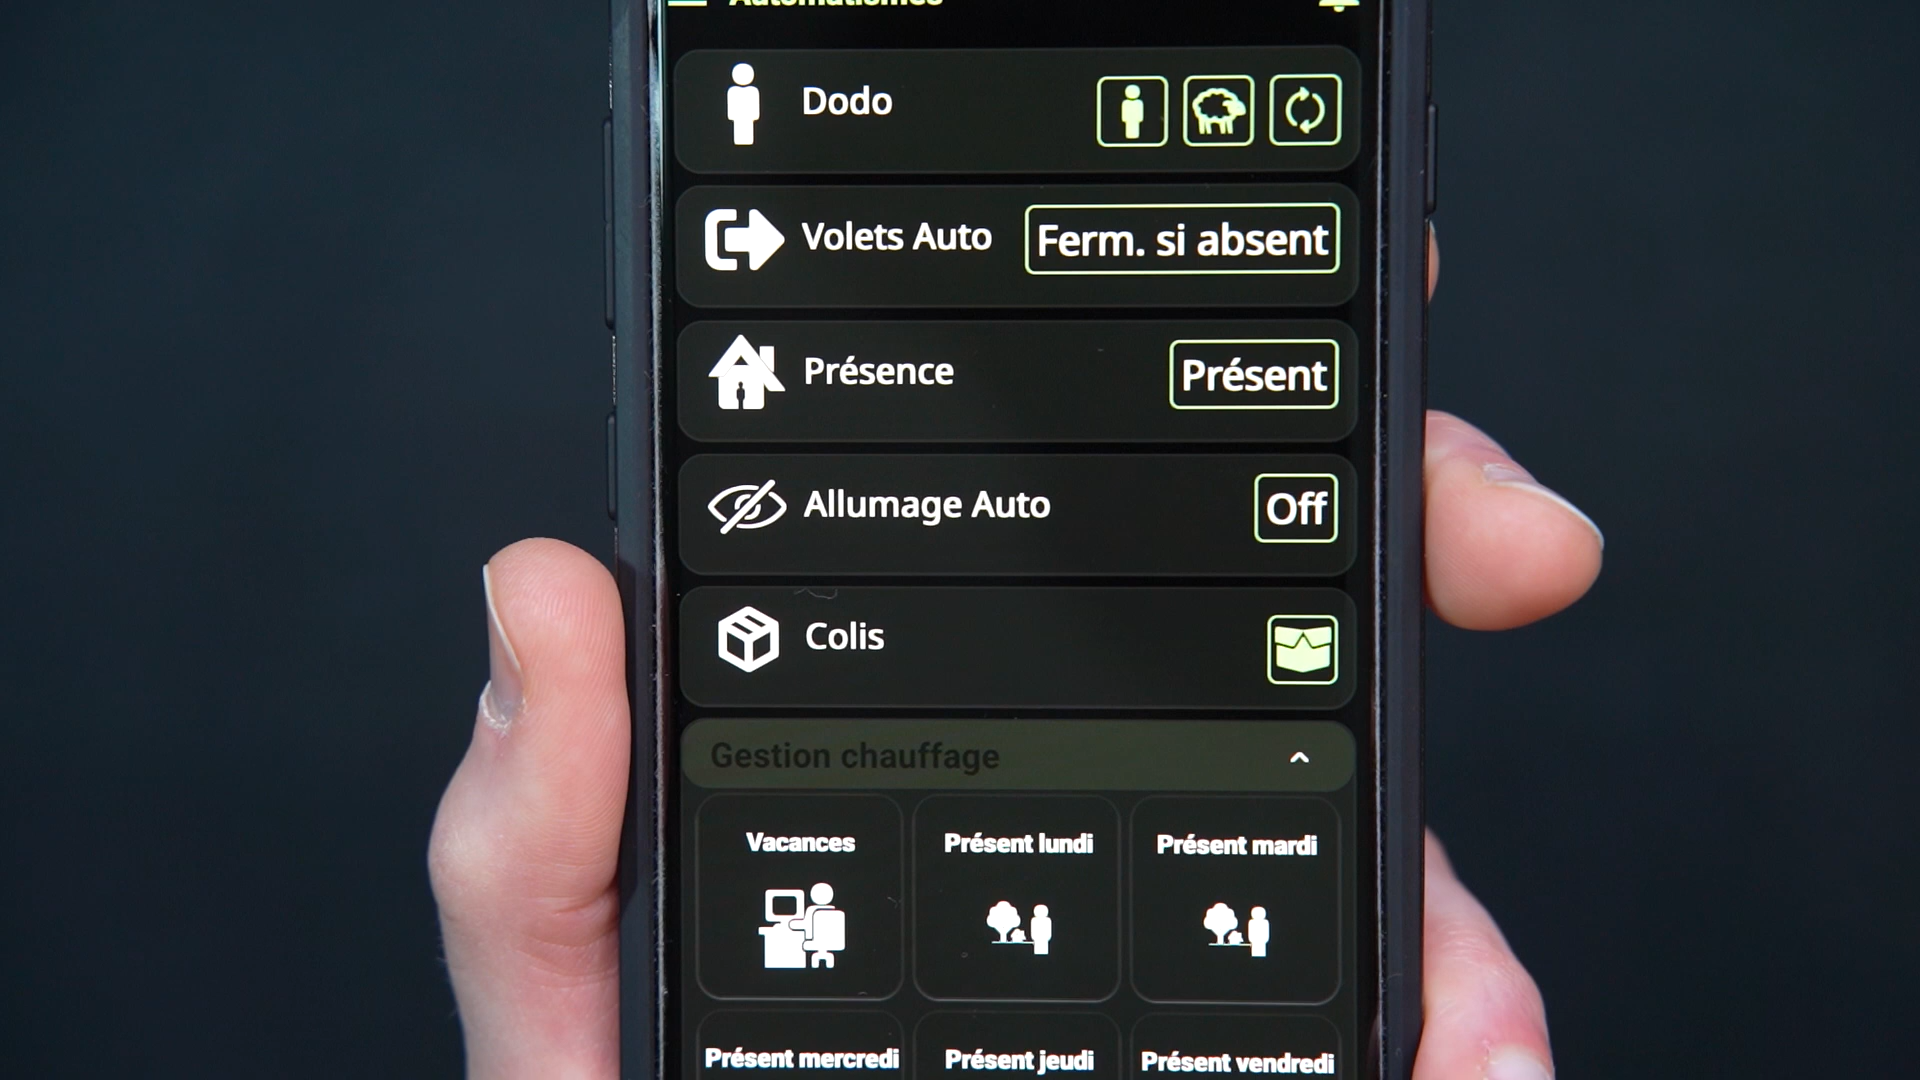 Automatismes
Dodo
Volets Auto Ferm. si absent
Présence Présent
Allumage Auto Off
Colis
Gestion chauffage
Vacances Présent lundi Présent mardi
Présent mercredi Présent jeudi Présent vendredi